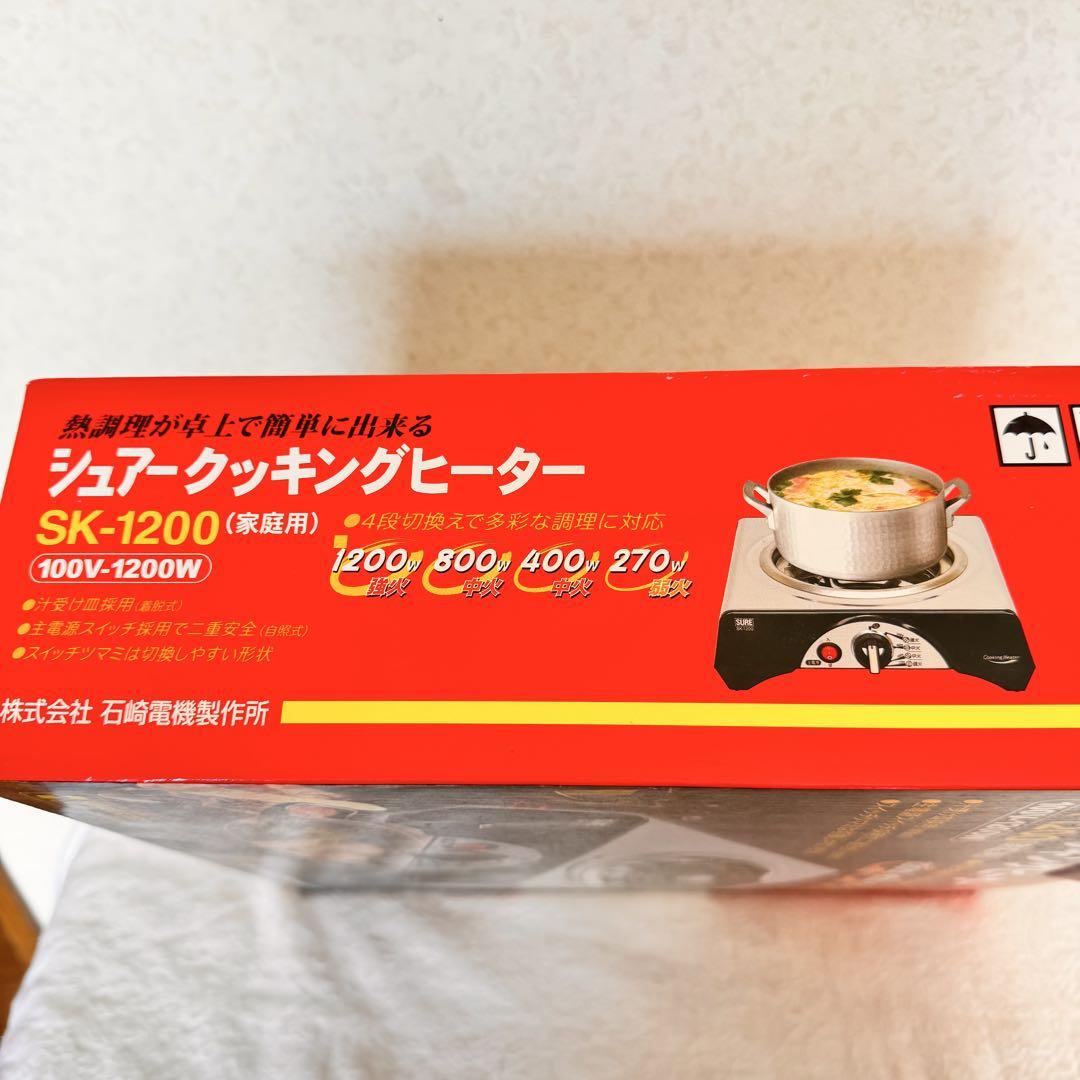 熱調理が卓上で簡単に出来る
シュアークッキングヒーター
SK-1200(家庭用)
100V-1200W
●4段切換えで多彩な調理に対応
1200W 800W 400W 270W
強火 中火 中火 弱火
●汁受け皿採用(着脱式)
●主電源スイッチ採用で二重安全(自照式)
●スイッチツマミは切換しやすい形状
株式会社 石崎電機製作所
SURE
SK-1200
Cooking Heater